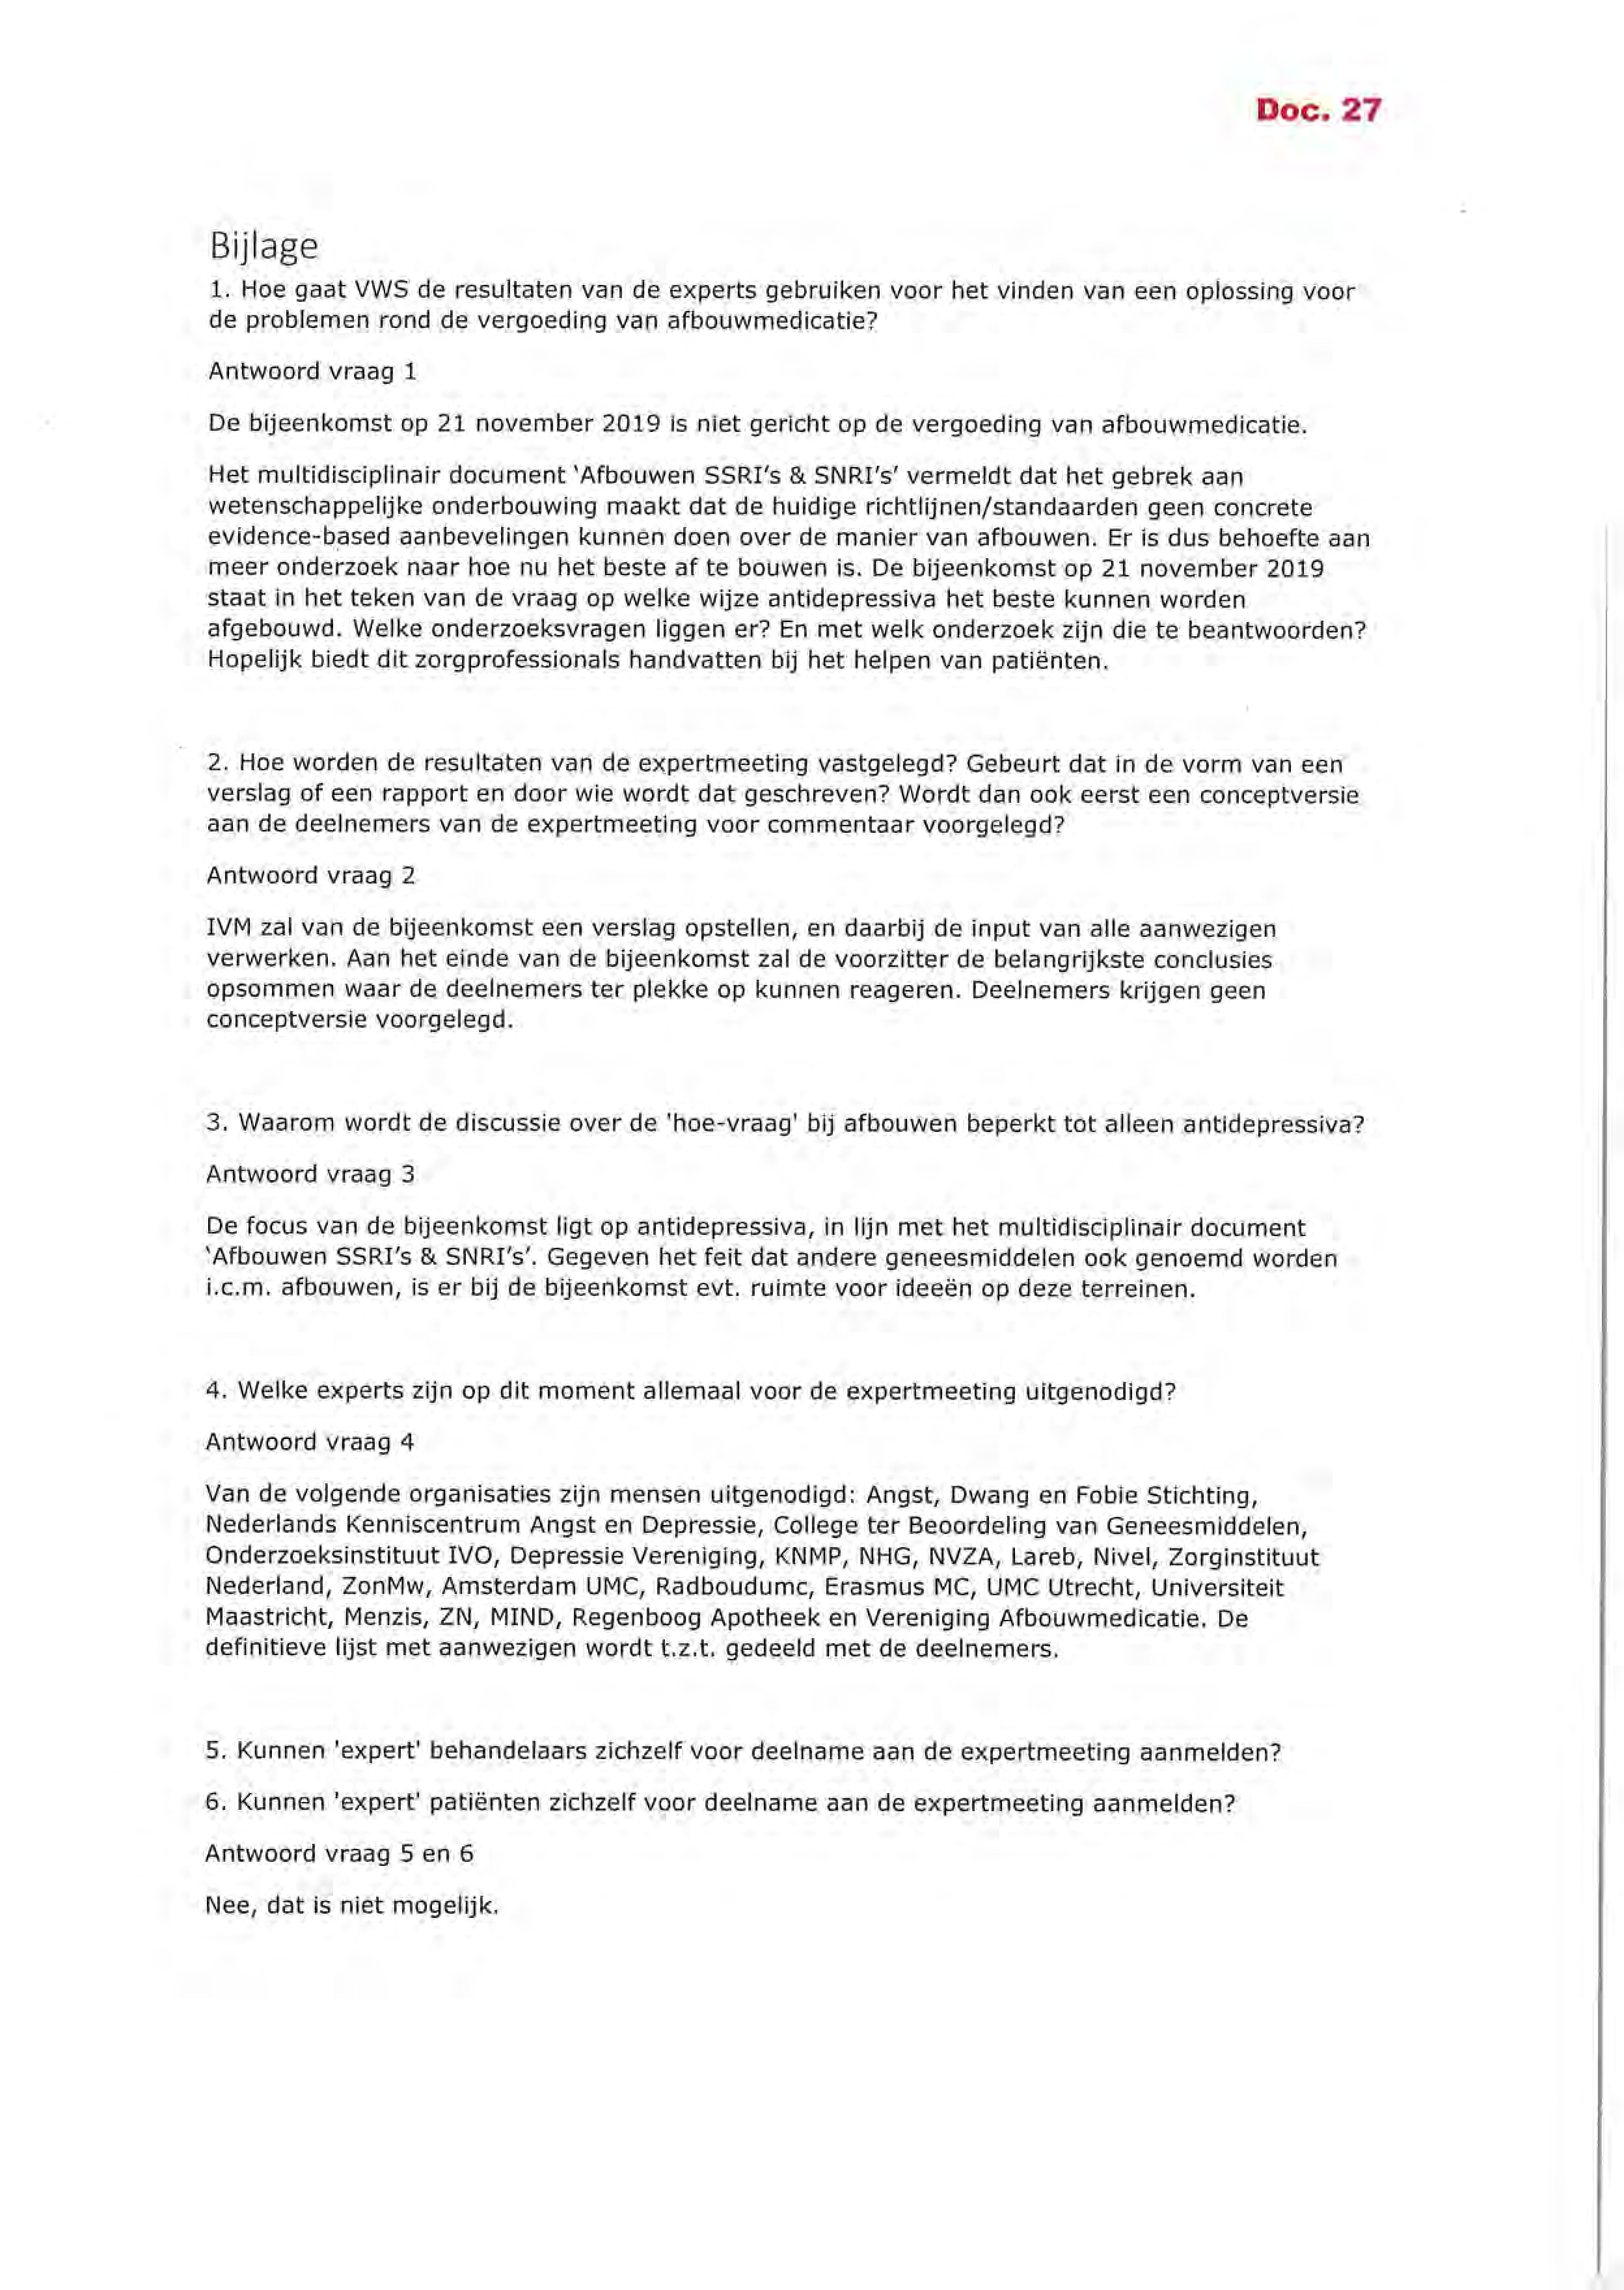 Doc. 27
Bijlage
1. Hoe gaat VWS de resultaten van de experts gebruiken voor het vinden van een oplossing voor
de problemen rond de vergoeding van afbouwmedicatie?
Antwoord vraag 1
De bijeenkomst op 21 november 2019 is niet gericht op de vergoeding van afbouwmedicatie.
Het multidisciplinair document 'Afbouwen SSRI's & SNRI's' vermeldt dat het gebrek aan
wetenschappelijke onderbouwing maakt dat de huidige richtlijnen/standaarden geen concrete
evidence-based aanbevelingen kunnen doen over de manier van afbouwen. Er is dus behoefte aan
meer onderzoek naar hoe nu het beste af te bouwen is. De bijeenkomst op 21 november 2019
staat in het teken van de vraag op welke wijze antidepressiva het beste kunnen worden
afgebouwd. Welke onderzoeksvragen liggen er? En met welk onderzoek zijn die te beantwoorden?
Hopelijk biedt dit zorgprofessionals handvatten bij het helpen van patiënten.
2. Hoe worden de resultaten van de expertmeeting vastgelegd? Gebeurt dat in de vorm van een
verslag of een rapport en door wie wordt dat geschreven? Wordt dan ook eerst een conceptversie
aan de deelnemers van de expertmeeting voor commentaar voorgelegd?
Antwoord vraag 2
IVM zal van de bijeenkomst een verslag opstellen, en daarbij de input van alle aanwezigen
verwerken. Aan het einde van de bijeenkomst zal de voorzitter de belangrijkste conclusies
opsommen waar de deelnemers ter plekke op kunnen reageren. Deelnemers krijgen geen
conceptversie voorgelegd.
3. Waarom wordt de discussie over de 'hoe-vraag' bij afbouwen beperkt tot alleen antidepressiva?
Antwoord vraag 3
De focus van de bijeenkomst ligt op antidepressiva, in lijn met het multidisciplinair document
'Afbouwen SSRI's & SNRI's'. Gegeven het feit dat andere geneesmiddelen ook genoemd worden
i.c.m. afbouwen, is er bij de bijeenkomst evt. ruimte voor ideeën op deze terreinen.
4. Welke experts zijn op dit moment allemaal voor de expertmeeting uitgenodigd?
Antwoord vraag 4
Van de volgende organisaties zijn mensen uitgenodigd: Angst, Dwang en Fobie Stichting,
Nederlands Kenniscentrum Angst en Depressie, College ter Beoordeling van Geneesmiddelen,
Onderzoeksinstituut IVO, Depressie Vereniging, KNMP, NHG, NVZA, Lareb, Nivel, Zorginstituut
Nederland, ZonMw, Amsterdam UMC, Radboudumc, Erasmus MC, UMC Utrecht, Universiteit
Maastricht, Menzis, ZN, MIND, Regenboog Apotheek en Vereniging Afbouwmedicatie. De
definitieve lijst met aanwezigen wordt t.z.t. gedeeld met de deelnemers.
5. Kunnen 'expert' behandelaars zichzelf voor deelname aan de expertmeeting aanmelden?
6. Kunnen 'expert' patiënten zichzelf voor deelname aan de expertmeeting aanmelden?
Antwoord vraag 5 en 6
Nee, dat is niet mogelijk.